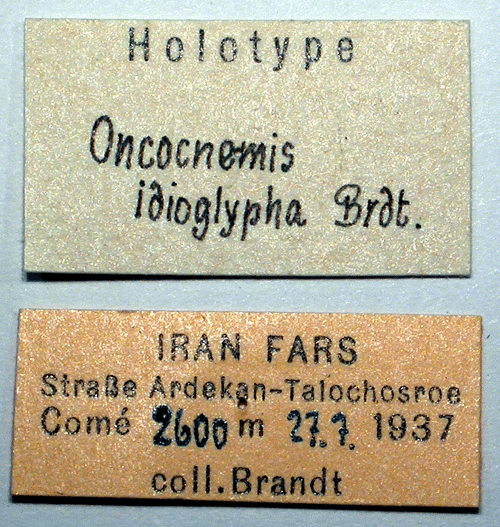 Holotype
Oncocnemis
idioglypha Brdt.
IRAN FARS
Straße Ardekan-Talochosroe
Comé 2600 m 27.7. 1937
coll. Brandt